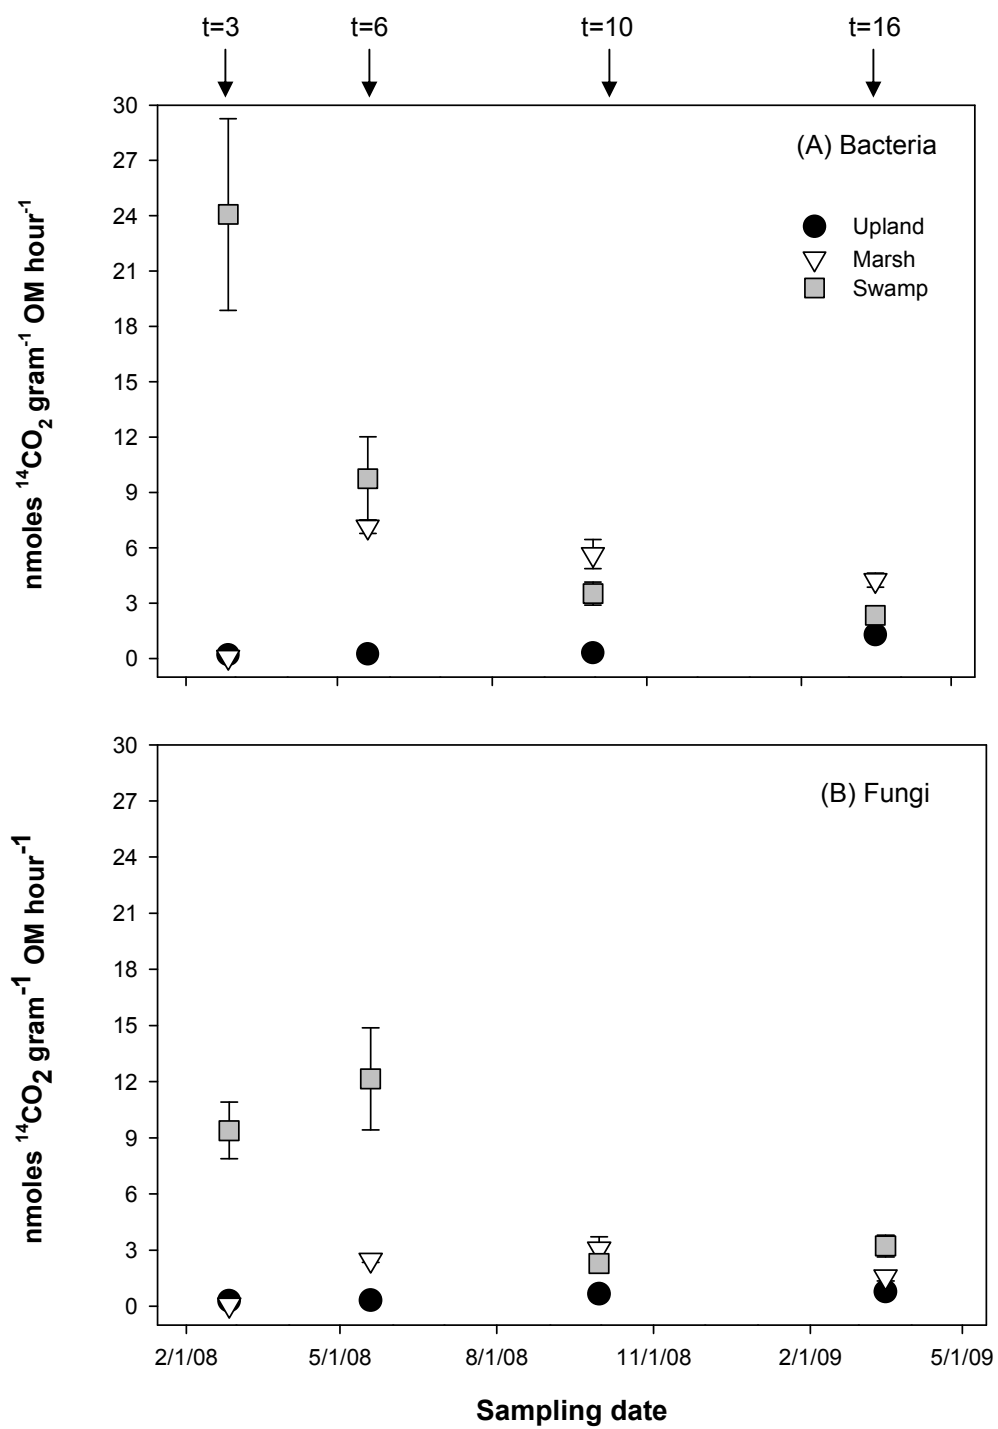 t=3 t=6 t=10 t=16
30
(A) Bacteria
27
24
Upland
21
Marsh
Swamp
18
15
12
9
6
3
0
nmoles ¹⁴CO₂ gram⁻¹ OM hour⁻¹
30
(B) Fungi
27
24
21
18
15
12
9
6
3
0
nmoles ¹⁴CO2 gram⁻¹ OM hour⁻¹
2/1/08 5/1/08 8/1/08 11/1/08 2/1/09 5/1/09
Sampling date